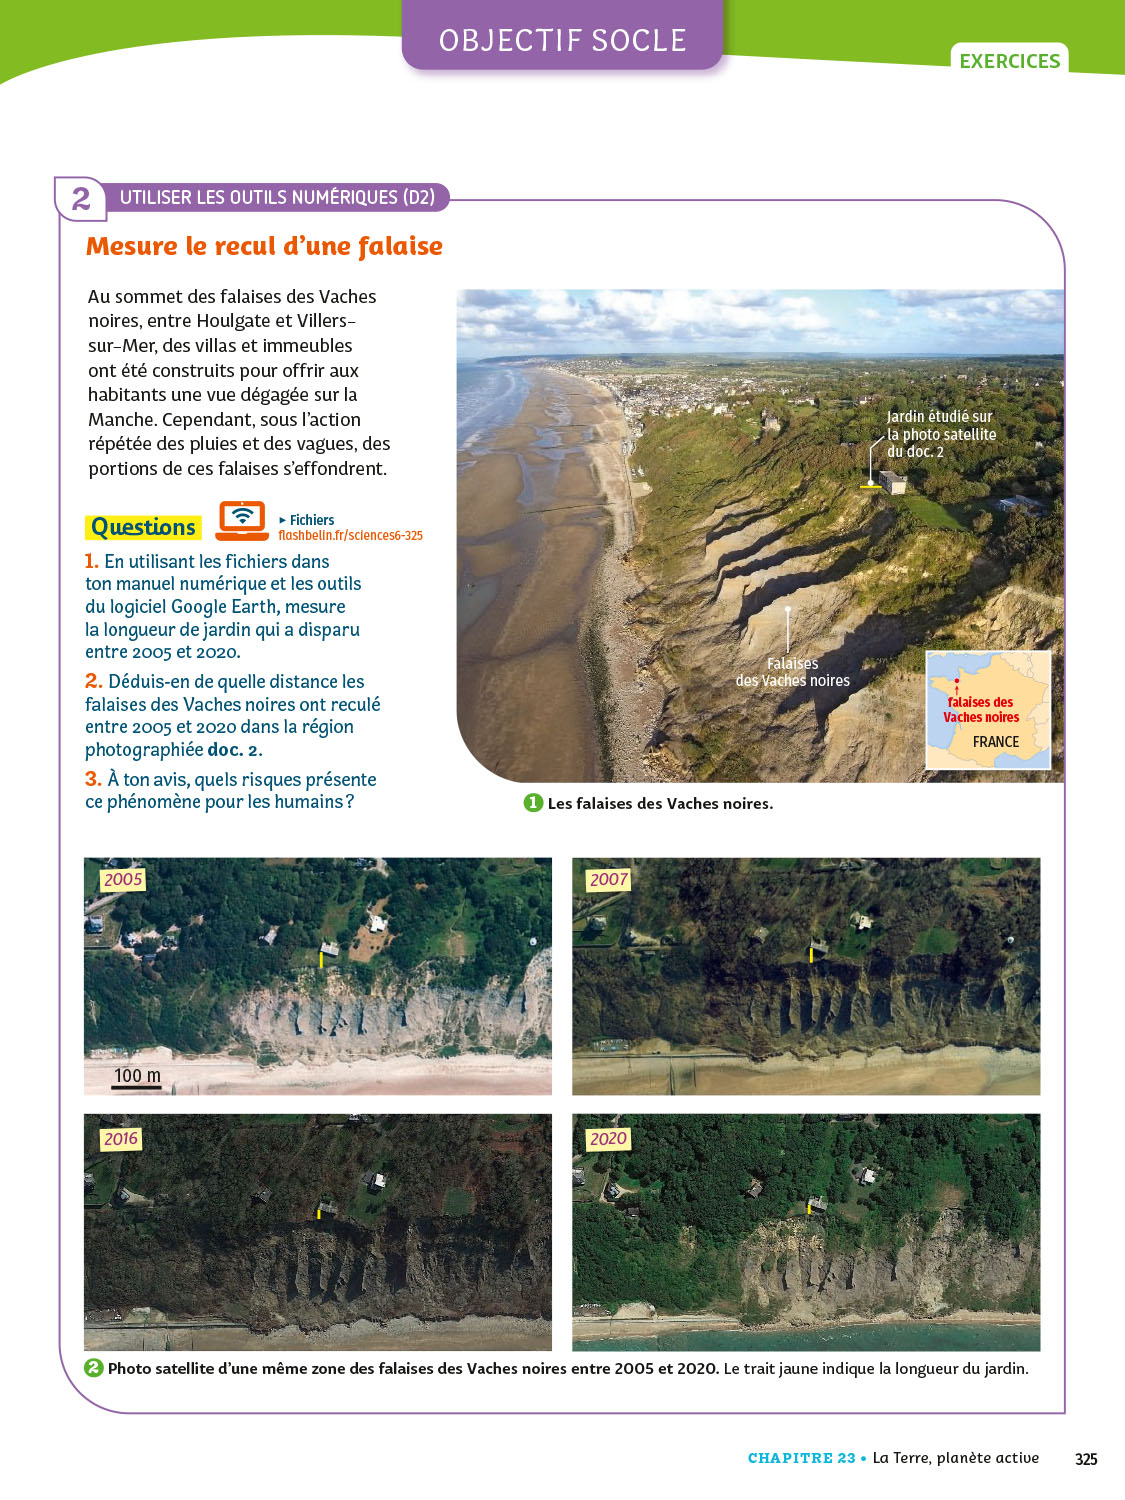 OBJECTIF SOCLE
EXERCICES
2
UTILISER LES OUTILS NUMÉRIQUES (D2)
Mesure le recul d’une falaise
Au sommet des falaises des Vaches
noires, entre Houlgate et Villers-
sur-Mer, des villas et immeubles
ont été construits pour offrir aux
habitants une vue dégagée sur la
Manche. Cependant, sous l’action
répétée des pluies et des vagues, des
portions de ces falaises s’effondrent.
Questions
▸ Fichiers
flashbelin.fr/sciences6-325
1. En utilisant les fichiers dans
ton manuel numérique et les outils
du logiciel Google Earth, mesure
la longueur de jardin qui a disparu
entre 2005 et 2020.
2. Déduis-en de quelle distance les
falaises des Vaches noires ont reculé
entre 2005 et 2020 dans la région
photographiée doc. 2.
3. À ton avis, quels risques présente
ce phénomène pour les humains ?
Jardin étudié sur
la photo satellite
du doc. 2
Falaises
des Vaches noires
falaises des
Vaches noires
FRANCE
1 Les falaises des Vaches noires.
2005
100 m
2007
2016
2020
2 Photo satellite d’une même zone des falaises des Vaches noires entre 2005 et 2020. Le trait jaune indique la longueur du jardin.
CHAPITRE 23 • La Terre, planète active
325